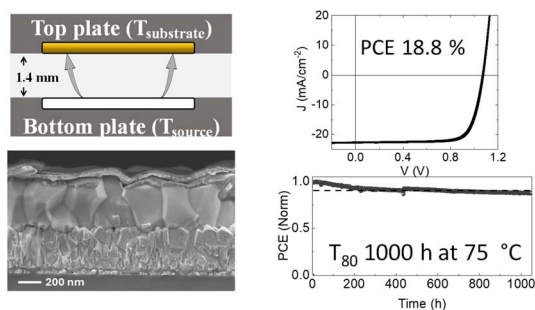 Top plate (Tsubstrate)
1.4 mm
Bottom plate (Tsource)
200 nm
PCE 18.8 %
J (mA/cm-2)
20
10
0
-10
-20
0.0
0.4
0.8
1.2
V (V)
PCE (Norm)
1.0
0.5
0.0
T80 1000 h at 75 °C
0
200
400
600
800
1000
Time (h)